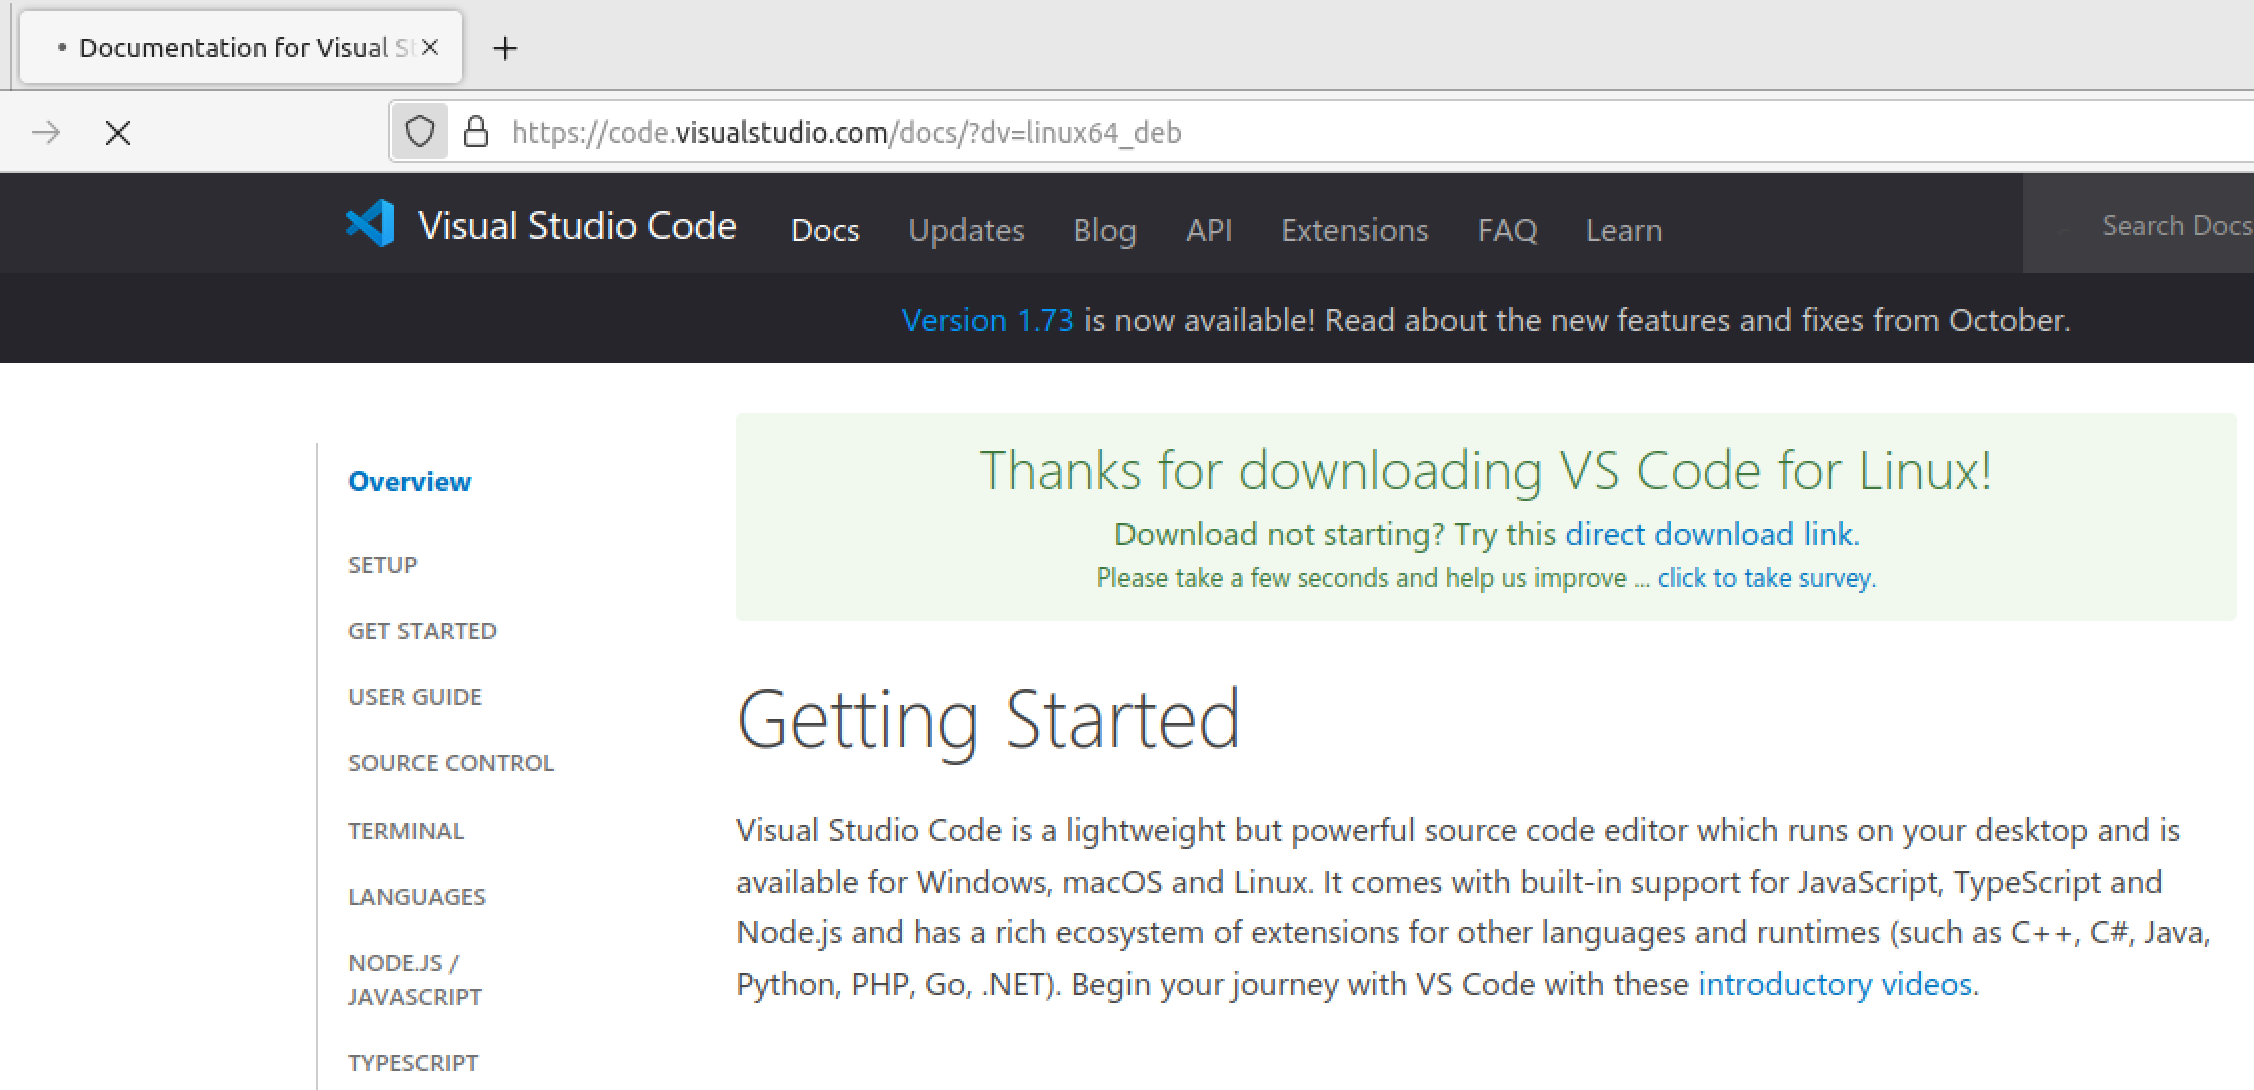 Documentation for Visual St
https://code.visualstudio.com/docs/?dv=linux64_deb
Visual Studio Code
Docs
Updates
Blog
API
Extensions
FAQ
Learn
Search Docs
Version 1.73 is now available! Read about the new features and fixes from October.
Overview
SETUP
GET STARTED
USER GUIDE
SOURCE CONTROL
TERMINAL
LANGUAGES
NODE.JS /
JAVASCRIPT
TYPESCRIPT
Thanks for downloading VS Code for Linux!
Download not starting? Try this direct download link.
Please take a few seconds and help us improve ... click to take survey.
Getting Started
Visual Studio Code is a lightweight but powerful source code editor which runs on your desktop and is
available for Windows, macOS and Linux. It comes with built-in support for JavaScript, TypeScript and
Node.js and has a rich ecosystem of extensions for other languages and runtimes (such as C++, C#, Java,
Python, PHP, Go, .NET). Begin your journey with VS Code with these introductory videos.